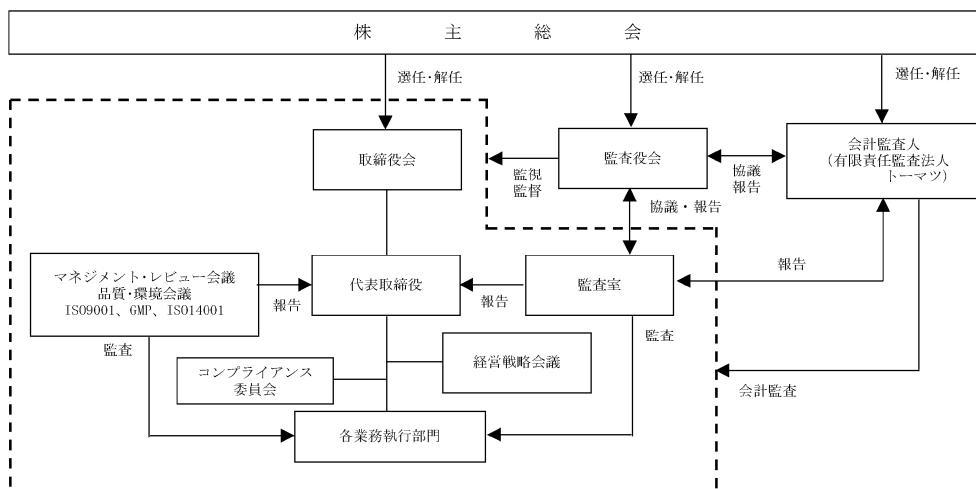 株主総会
選任・解任
選任・解任
選任・解任
取締役会
監視
監督
監査役会
協議
報告
会計監査人
(有限責任監査法人
トーマツ)
協議・報告
マネジメント・レビュー会議
品質・環境会議
ISO9001、GMP、ISO14001
報告
代表取締役
報告
監査室
報告
監査
監査
コンプライアンス
委員会
経営戦略会議
会計監査
各業務執行部門